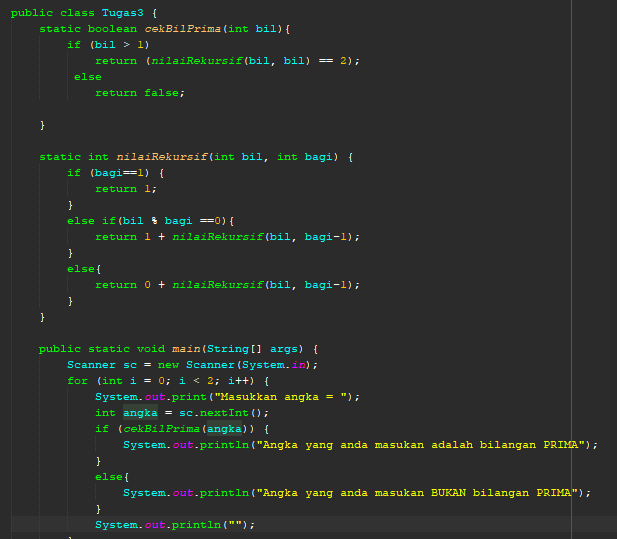 public class Tugas3 {
static boolean cekBilPrima(int bil){
if (bil > 1)
return (nilaiRekursif(bil, bil) == 2);
else
return false;
}
static int nilaiRekursif(int bil, int bagi) {
if (bagi==1) {
return 1;
}
else if(bil % bagi ==0){
return 1 + nilaiRekursif(bil, bagi-1);
}
else{
return 0 + nilaiRekursif(bil, bagi-1);
}
}
public static void main(String[] args) {
Scanner sc = new Scanner(System.in);
for (int i = 0; i < 2; i++) {
System.out.print("Masukkan angka = ");
int angka = sc.nextInt();
if (cekBilPrima(angka)) {
System.out.println("Angka yang anda masukan adalah bilangan PRIMA");
}
else{
System.out.println("Angka yang anda masukan BUKAN bilangan PRIMA");
}
System.out.println("");
}